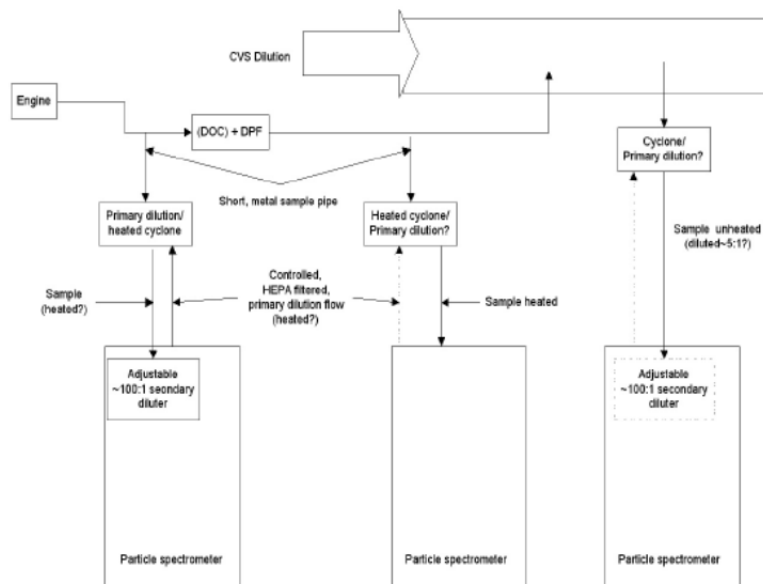 CVS Dilution
Engine
(DOC) + DPF
Cyclone/
Primary dilution?
Short, metal sample pipe
Primary dilution/
heated cyclone
Heated cyclone/
Primary dilution?
Sample unheated
(diluted~5:1?)
Controlled,
HEPA filtered,
primary dilution flow
(heated?)
Sample
(heated?)
Sample heated
Adjustable
~100:1 seondary
diluter
Adjustable
~100:1 secondary
diluter
Particle spectrometer
Particle spectrometer
Particle spectrometer